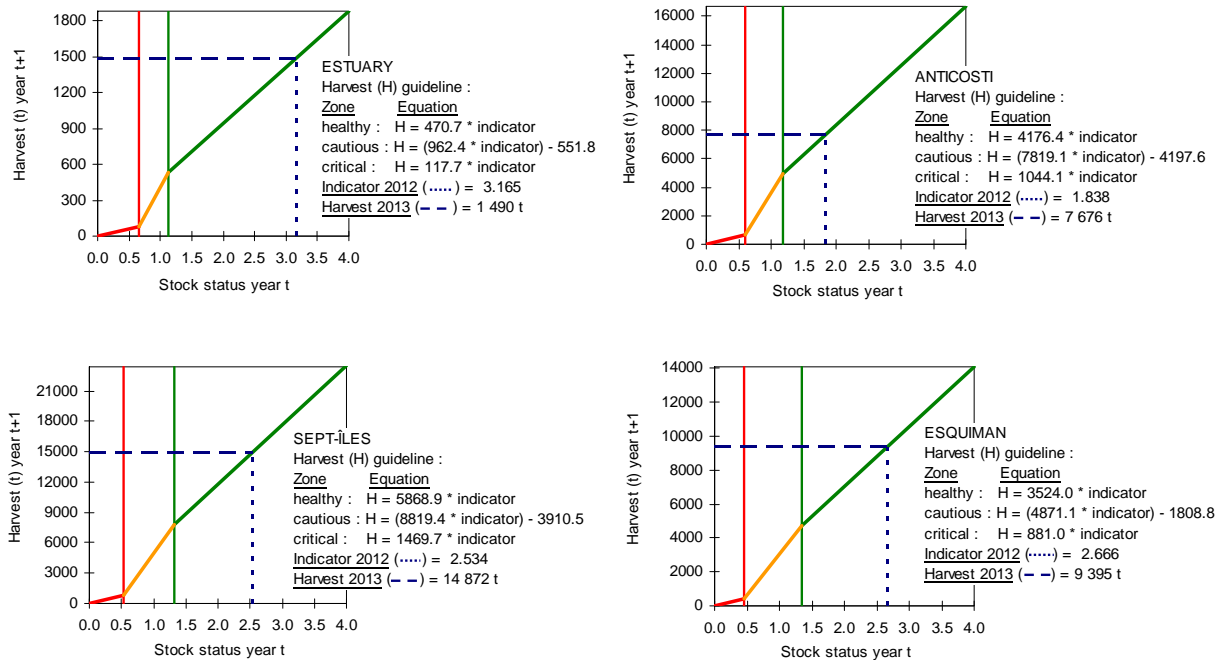 Harvest (t) year t+1
1800
1500
1200
900
600
300
0
0.0 0.5 1.0 1.5 2.0 2.5 3.0 3.5 4.0
Stock status year t
ESTUARY
Harvest (H) guideline :
Zone Equation
healthy : H = 470.7 * indicator
cautious : H = (962.4 * indicator) - 551.8
critical : H = 117.7 * indicator
Indicator 2012 (.....) = 3.165
Harvest 2013 (– –) = 1 490 t
Harvest (t) year t+1
16000
14000
12000
10000
8000
6000
4000
2000
0
0.0 0.5 1.0 1.5 2.0 2.5 3.0 3.5 4.0
Stock status year t
ANTICOSTI
Harvest (H) guideline :
Zone Equation
healthy : H = 4176.4 * indicator
cautious : H = (7819.1 * indicator) - 4197.6
critical : H = 1044.1 * indicator
Indicator 2012 (.....) = 1.838
Harvest 2013 (– –) = 7 676 t
Harvest (t) year t+1
21000
18000
15000
12000
9000
6000
3000
0
0.0 0.5 1.0 1.5 2.0 2.5 3.0 3.5 4.0
Stock status year t
SEPT-ÎLES
Harvest (H) guideline :
Zone Equation
healthy : H = 5868.9 * indicator
cautious : H = (8819.4 * indicator) - 3910.5
critical : H = 1469.7 * indicator
Indicator 2012 (.....) = 2.534
Harvest 2013 (– –) = 14 872 t
Harvest (t) year t+1
14000
12000
10000
8000
6000
4000
2000
0
0.0 0.5 1.0 1.5 2.0 2.5 3.0 3.5 4.0
Stock status year t
ESQUIMAN
Harvest (H) guideline :
Zone Equation
healthy : H = 3524.0 * indicator
cautious : H = (4871.1 * indicator) - 1808.8
critical : H = 881.0 * indicator
Indicator 2012 (.....) = 2.666
Harvest 2013 (– –) = 9 395 t